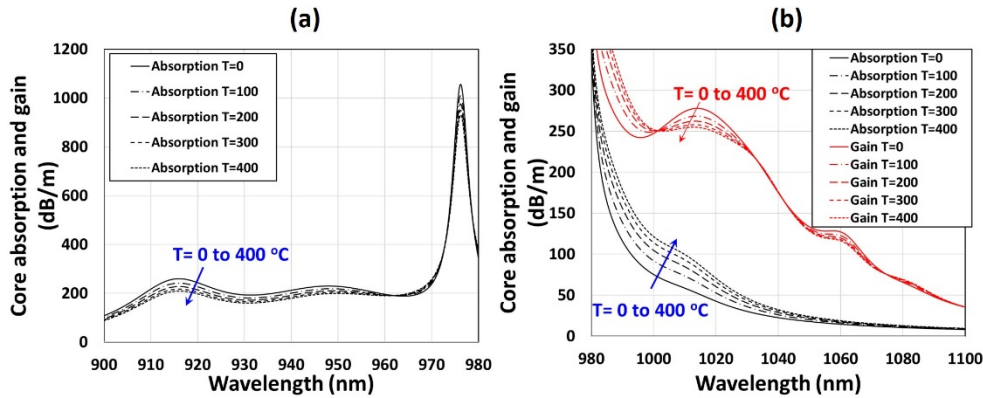 (a)
Core absorption and gain
(dB/m)
1200
1000
800
600
400
200
0
Absorption T=0
Absorption T=100
Absorption T=200
Absorption T=300
Absorption T=400
T= 0 to 400 °C
900 910 920 930 940 950 960 970 980
Wavelength (nm)
(b)
Core absorption and gain
(dB/m)
350
300
250
200
150
100
50
0
T= 0 to 400 °C
Absorption T=0
Absorption T=100
Absorption T=200
Absorption T=300
Absorption T=400
Gain T=0
Gain T=100
Gain T=200
Gain T=300
Gain T=400
T= 0 to 400 °C
980 1000 1020 1040 1060 1080 1100
Wavelength (nm)